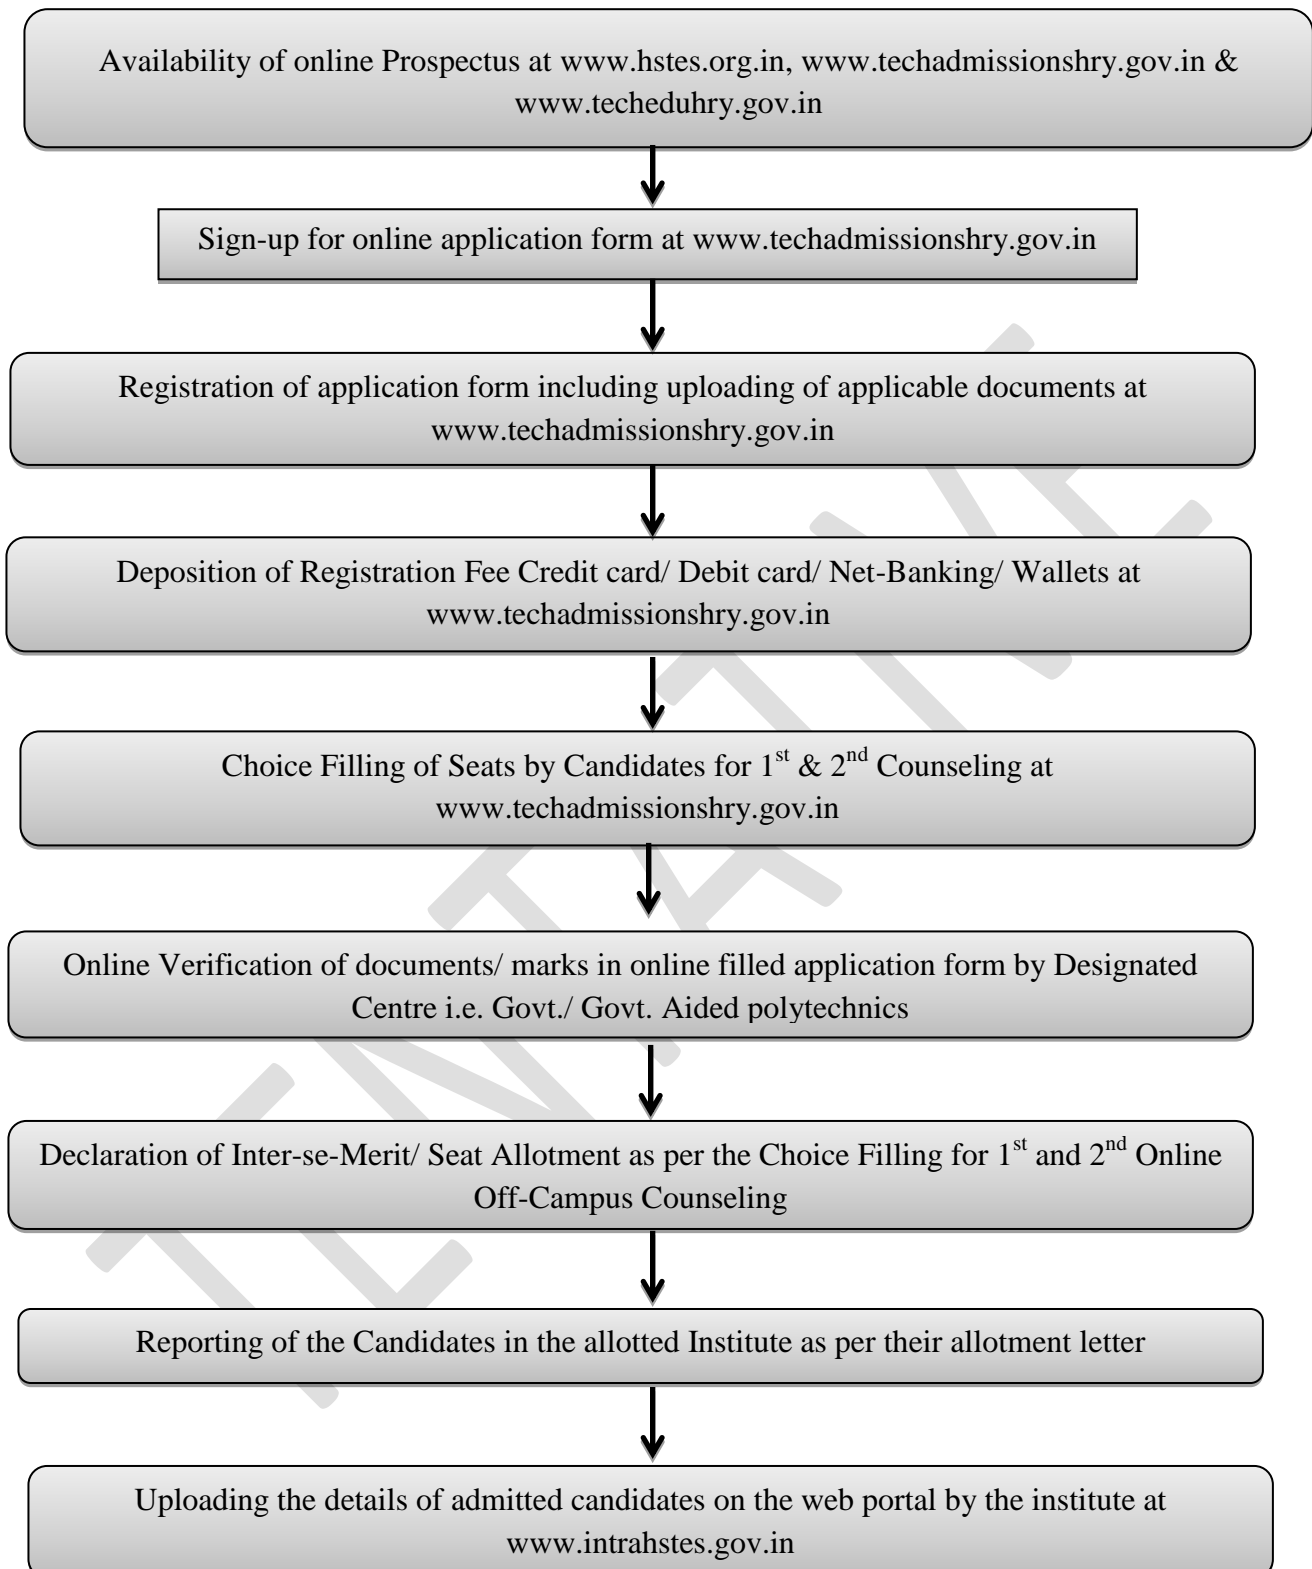 Availability of online Prospectus at www.hstes.org.in, www.techadmissionshry.gov.in &
www.techeduhry.gov.in
Sign-up for online application form at www.techadmissionshry.gov.in
Registration of application form including uploading of applicable documents at
www.techadmissionshry.gov.in
Deposition of Registration Fee Credit card/ Debit card/ Net-Banking/ Wallets at
www.techadmissionshry.gov.in
Choice Filling of Seats by Candidates for 1st & 2nd Counseling at
www.techadmissionshry.gov.in
Online Verification of documents/ marks in online filled application form by Designated
Centre i.e. Govt./ Govt. Aided polytechnics
Declaration of Inter-se-Merit/ Seat Allotment as per the Choice Filling for 1st and 2nd Online
Off-Campus Counseling
Reporting of the Candidates in the allotted Institute as per their allotment letter
Uploading the details of admitted candidates on the web portal by the institute at
www.intrahstes.gov.in
TENTATIVE